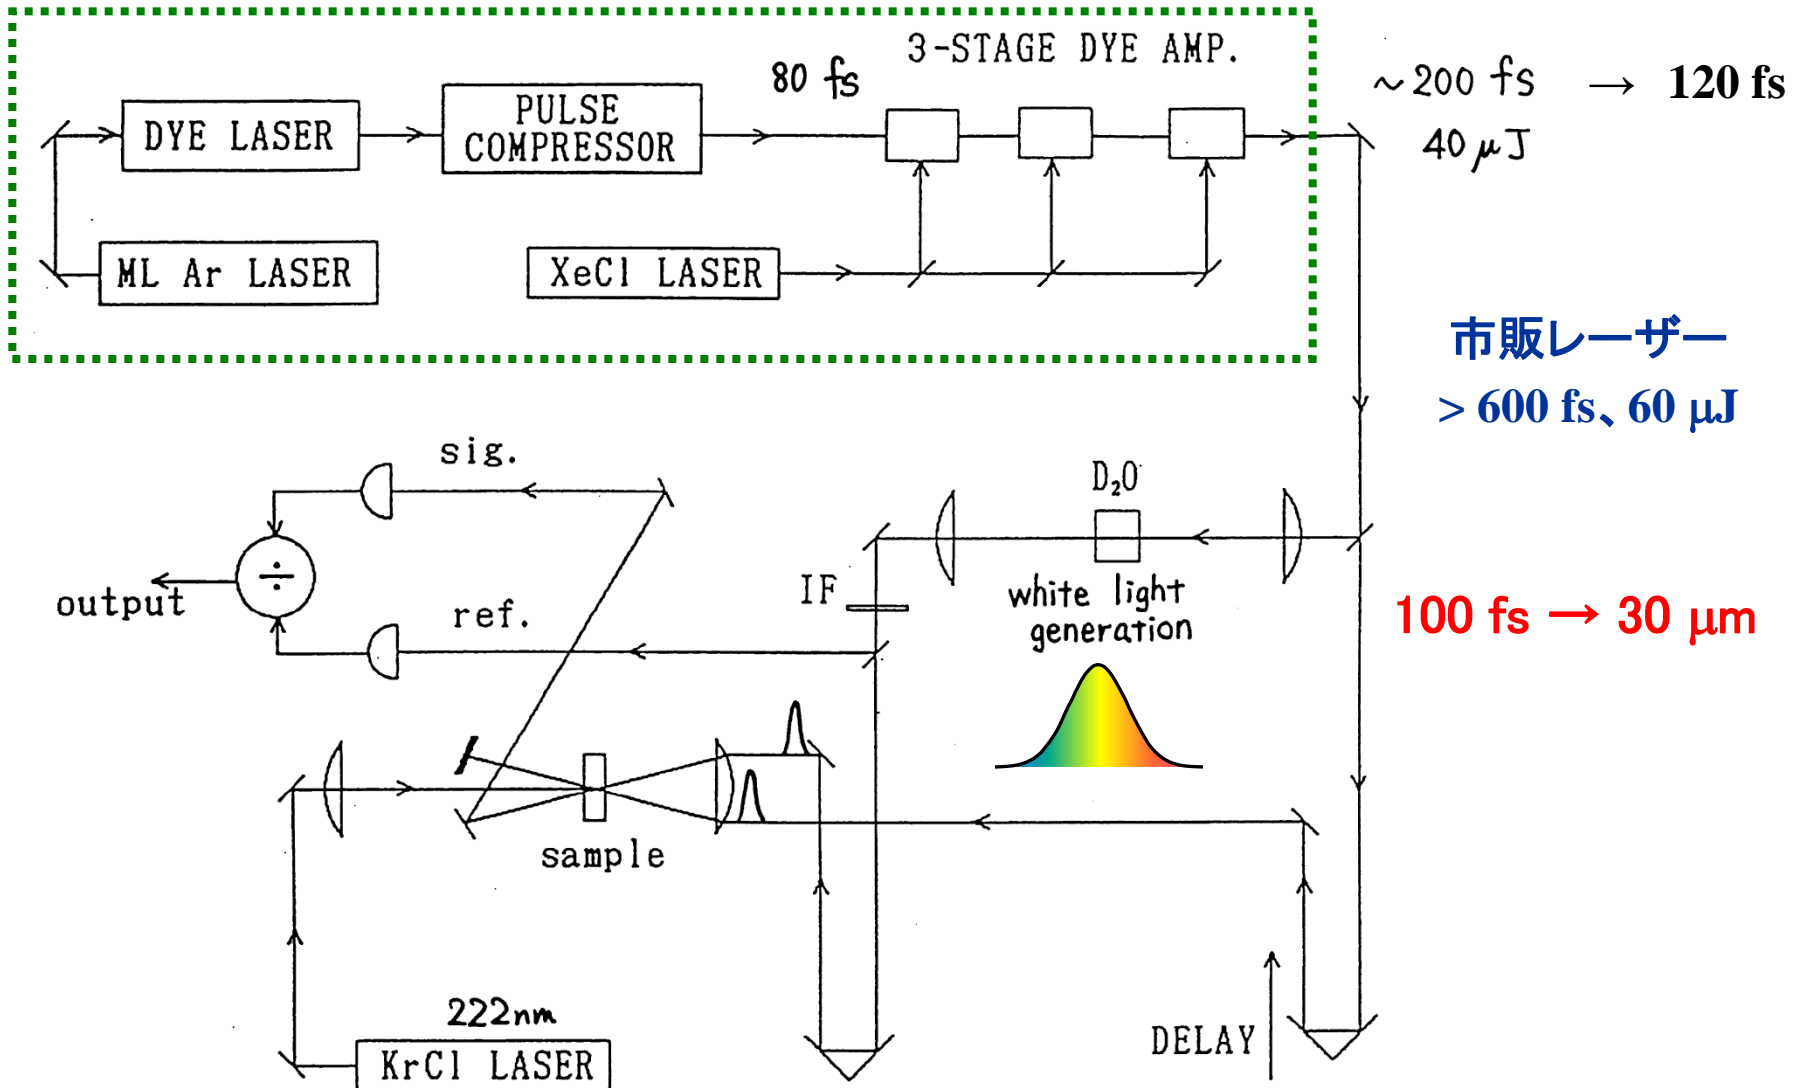 3-STAGE DYE AMP.
80 fs
~200 fs → 120 fs
40 μJ
DYE LASER
PULSE
COMPRESSOR
ML Ar LASER
XeCl LASER
市販レーザー
> 600 fs、60 μJ
sig.
D₂O
÷
output
IF
white light
generation
ref.
100 fs → 30 μm
sample
222nm
KrCl LASER
DELAY